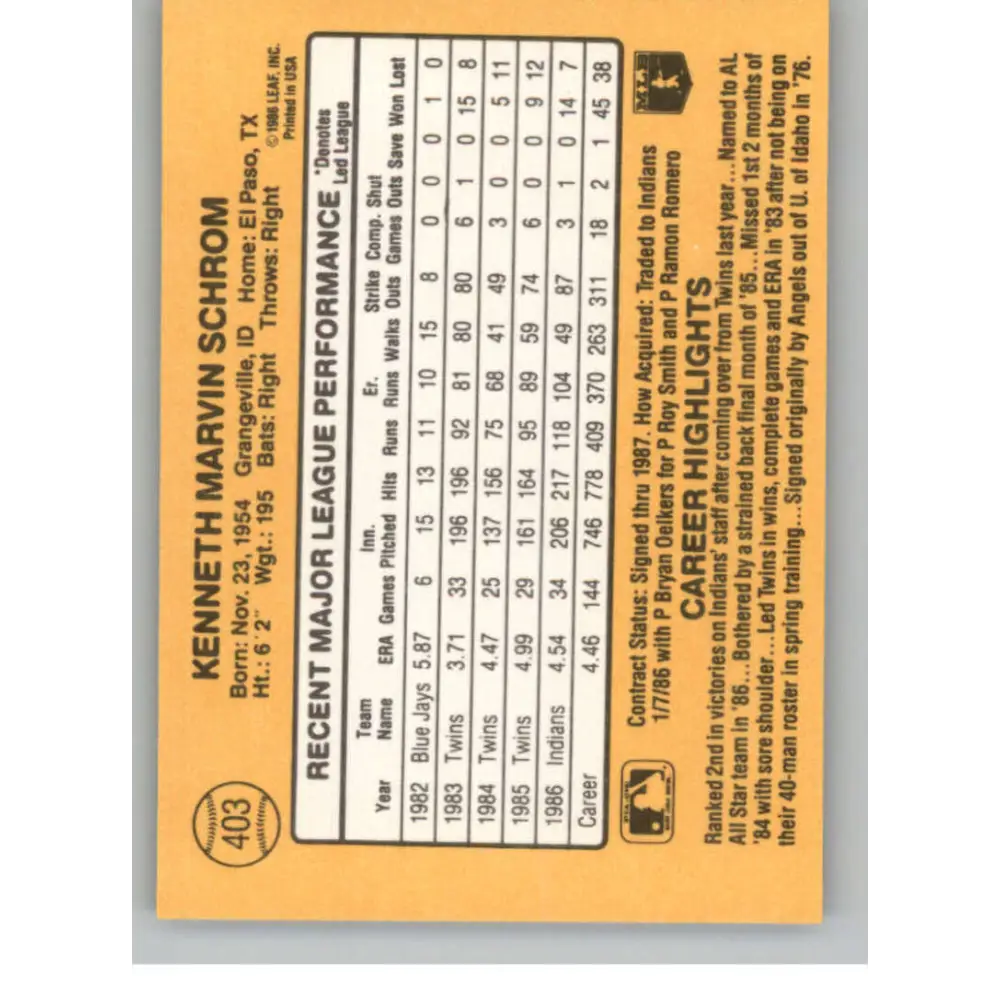 403
KENNETH MARVIN SCHROM
Born: Nov. 23, 1954 Grangeville, ID Home: El Paso, TX
Ht.: 6'2" Wgt.: 195 Bats: Right Throws: Right
© 1986 LEAF, INC.
Printed in USA
RECENT MAJOR LEAGUE PERFORMANCE *Denotes Led League
Year Team Name ERA Games Inn. Pitched Hits Runs Er. Runs Walks Strike Outs Comp. Games Shut Outs Save Won Lost
1982 Blue Jays 5.87 6 15 13 11 10 15 8 0 0 0 1 0
1983 Twins 3.71 33 196 196 92 81 80 80 6 1 0 15 8
1984 Twins 4.47 25 137 156 75 68 41 49 3 0 0 5 11
1985 Twins 4.99 29 161 164 95 89 59 74 6 0 0 9 12
1986 Indians 4.54 34 206 217 118 104 49 87 3 1 0 14 7
Career 4.46 144 746 778 409 370 263 311 18 2 1 45 38
Contract Status: Signed thru 1987. How Acquired: Traded to Indians
1/7/86 with P Bryan Oelkers for P Roy Smith and P Ramon Romero
CAREER HIGHLIGHTS
Ranked 2nd in victories on Indians' staff after coming over from Twins last year...Named to AL
All Star team in '86...Bothered by a strained back final month of '85...Missed 1st 2 months of
'84 with sore shoulder...Led Twins in wins, complete games and ERA in '83 after not being on
their 40-man roster in spring training...Signed originally by Angels out of U. of Idaho in '76.